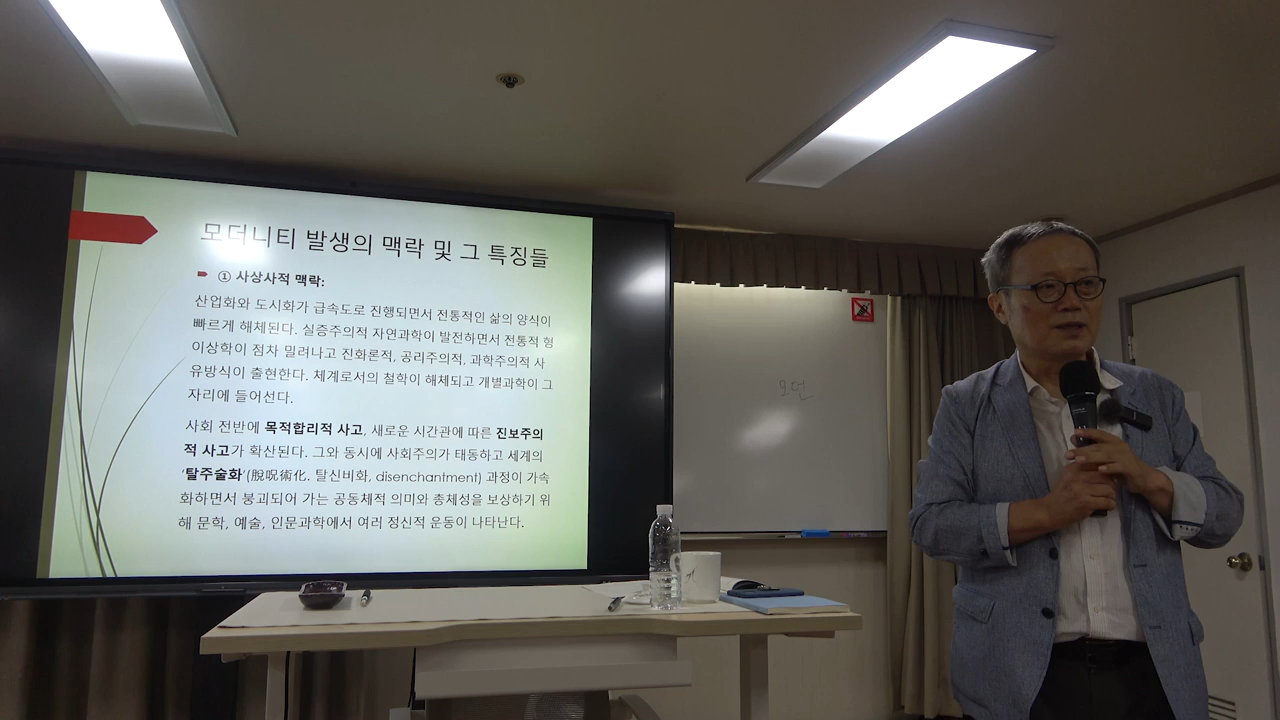 모더니티 발생의 맥락 및 그 특징들
① 사상사적 맥락:
산업화와 도시화가 급속도로 진행되면서 전통적인 삶의 양식이
빠르게 해체된다. 실증주의적 자연과학이 발전하면서 전통적 형
이상학이 점차 밀려나고 진화론적, 공리주의적, 과학주의적 사
유방식이 출현한다. 체계로서의 철학이 해체되고 개별과학이 그
자리에 들어선다.
사회 전반에 목적합리적 사고, 새로운 시간관에 따른 진보주의
적 사고가 확산된다. 그와 동시에 사회주의가 태동하고 세계의
‘탈주술화’(脫呪術化. 탈신비화, disenchantment) 과정이 가속
화하면서 붕괴되어 가는 공동체적 의미와 총체성을 보상하기 위
해 문학, 예술, 인문과학에서 여러 정신적 운동이 나타난다.
모던